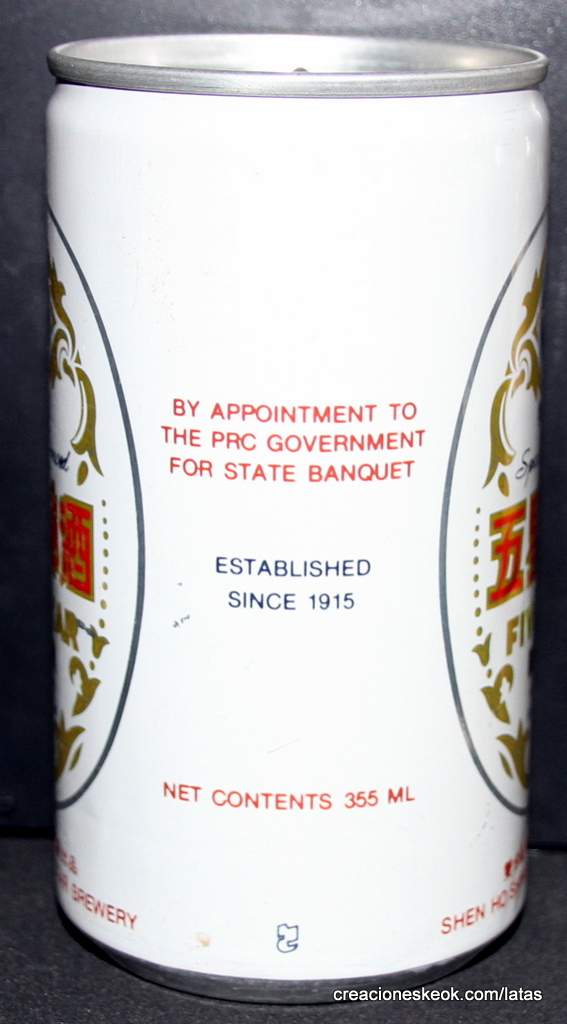 BY APPOINTMENT TO
THE PRC GOVERNMENT
FOR STATE BANQUET
ESTABLISHED
SINCE 1915
NET CONTENTS 355 ML
酒
五
BREWERY
SHEN HO
creacioneskeok.com/latas